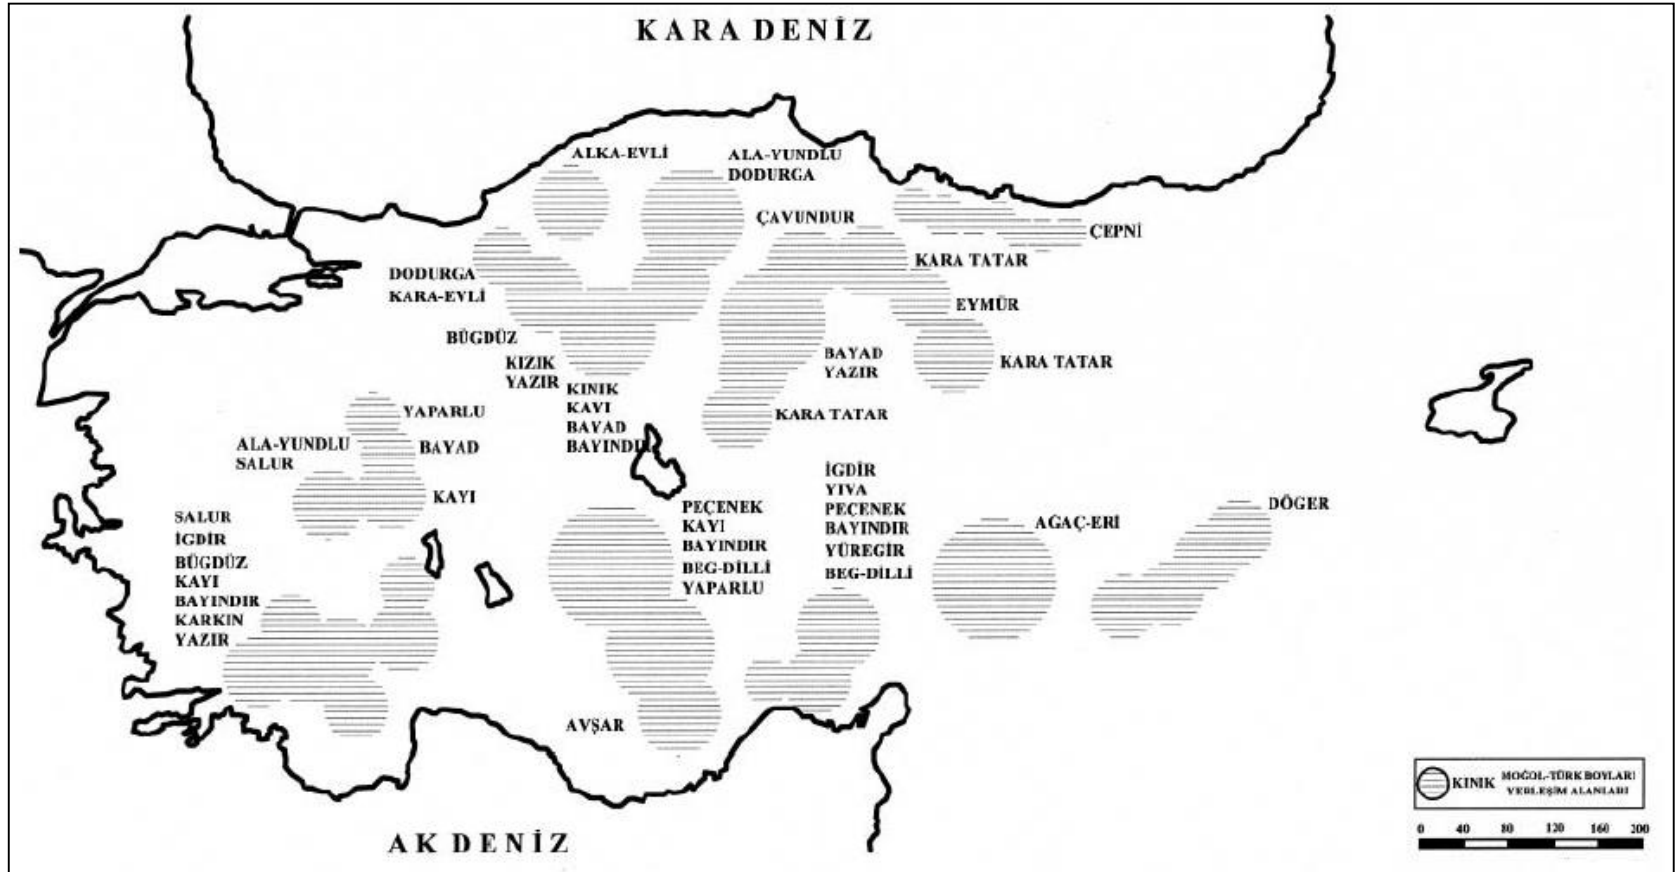 KARA DENİZ
ALKA-EVLİ
ALA-YUNDLU
DODURGA
ÇAVUNDUR
ÇEPNİ
KARA TATAR
DODURGA
KARA-EVLİ
EYMÜR
BÜGDÜZ
KIZIK
YAZIR
BAYAD
YAZIR
KARA TATAR
KINIK
KAYI
BAYAD
BAYINDIR
KARA TATAR
YAPARLU
BAYAD
ALA-YUNDLU
SALUR
KAYI
SALUR
İGDİR
BÜGDÜZ
KAYI
BAYINDIR
KARKIN
YAZIR
PEÇENEK
KAYI
BAYINDIR
BEG-DİLLİ
YAPARLU
İGDİR
YIVA
PEÇENEK
BAYINDIR
YÜREGİR
BEG-DİLLİ
AĞAÇ-ERİ
DÖGER
AVŞAR
AK DENİZ
KINIK
MOĞOL-TÜRK BOYLARI
YERLEŞİM ALANLARI
0 40 80 120 160 200